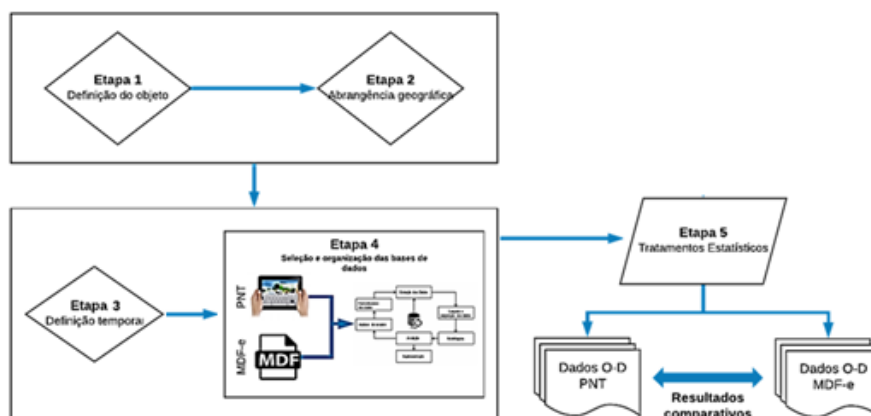 Etapa 1
Definição do objeto
Etapa 2
Abrangência geográfica
Etapa 3
Definição temporal
Etapa 4
Seleção e organização das bases de
dados
PNT
MDF-e
MDF
Etapa 5
Tratamentos Estatísticos
Dados O-D
PNT
Resultados
comparativos
Dados O-D
MDF-e